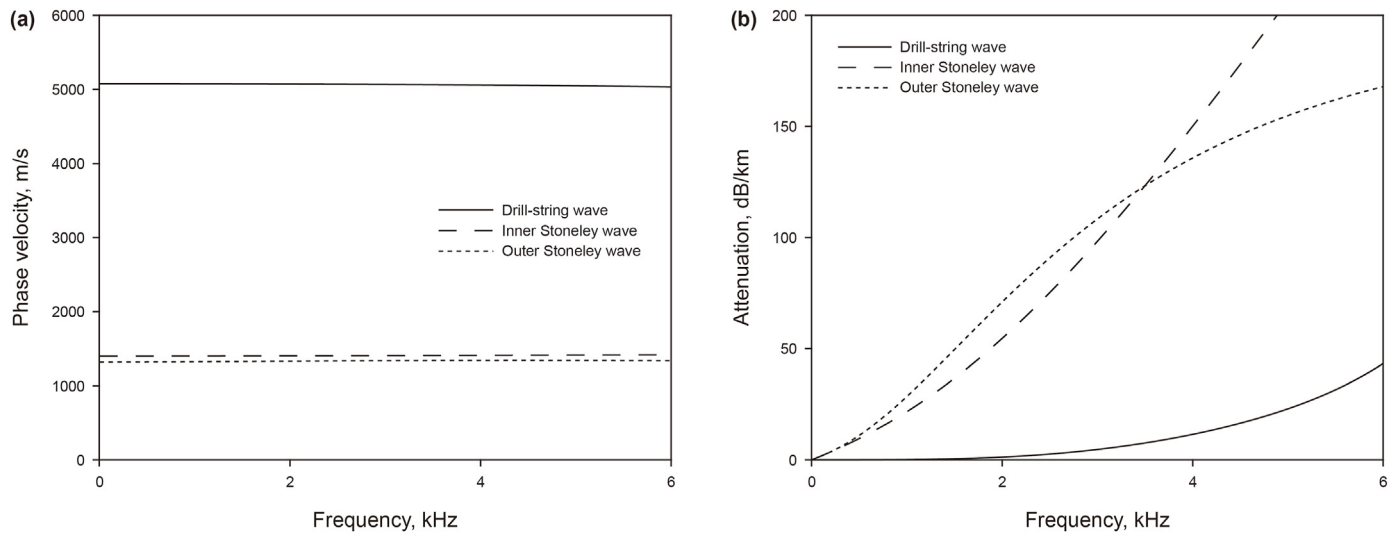 (a)
6000
5000
4000
3000
2000
1000
0
Phase velocity, m/s
Drill-string wave
Inner Stoneley wave
Outer Stoneley wave
0 2 4 6
Frequency, kHz
(b)
200
150
100
50
0
Attenuation, dB/km
Drill-string wave
Inner Stoneley wave
Outer Stoneley wave
0 2 4 6
Frequency, kHz